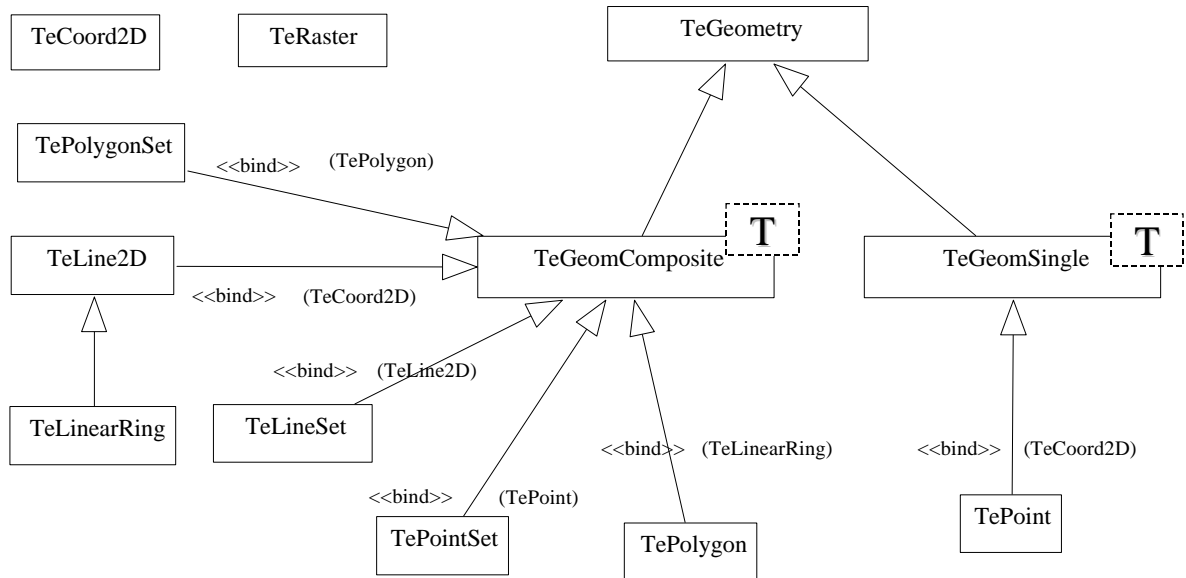 TeCoord2D
TeRaster
TeGeometry
TePolygonSet
<<bind>> (TePolygon)
T
T
TeLine2D
TeGeomComposite
TeGeomSingle
<<bind>> (TeCoord2D)
<<bind>> (TeLine2D)
TeLinearRing
TeLineSet
<<bind>> (TeLinearRing)
<<bind>> (TeCoord2D)
<<bind>> (TePoint)
TePointSet
TePolygon
TePoint